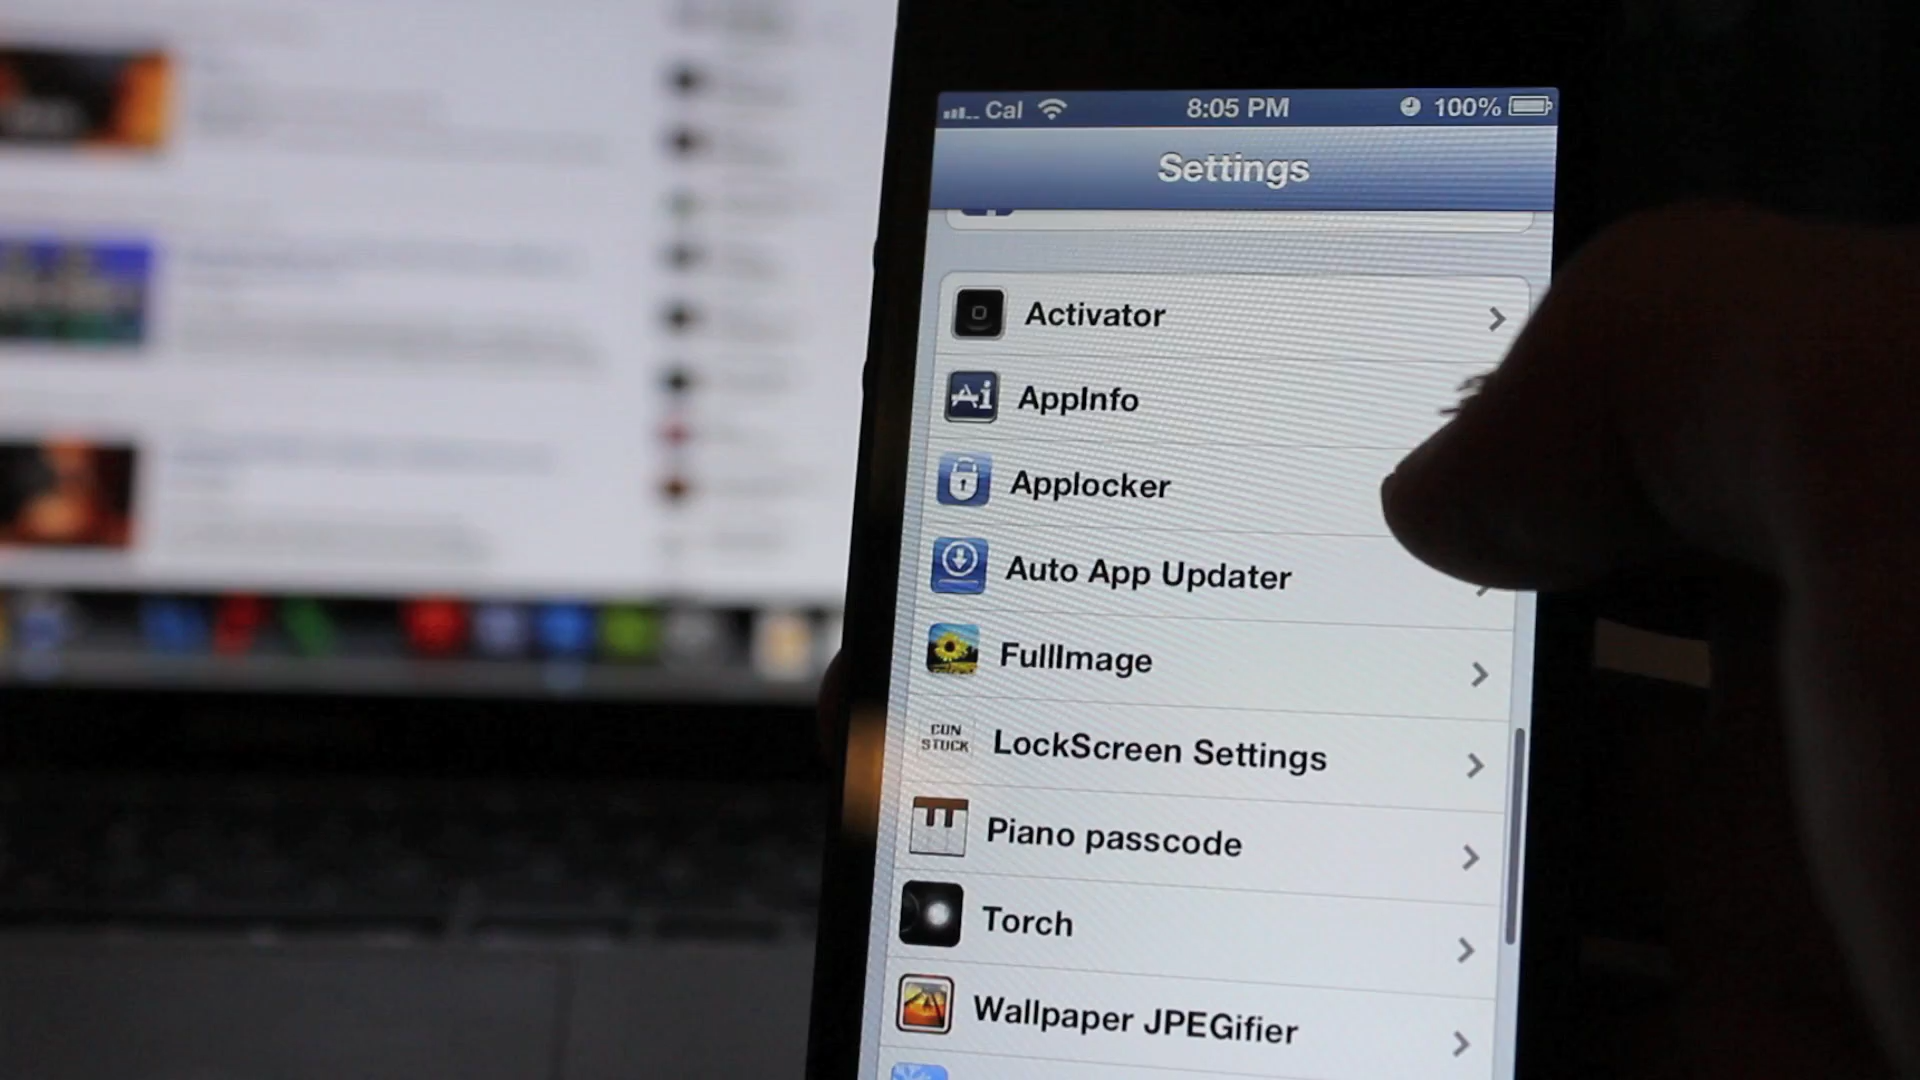 Cal 8:05 PM 100%
Settings
Activator
AppInfo
Applocker
Auto App Updater
FullImage
CUN
STUCK
LockScreen Settings
Piano passcode
Torch
Wallpaper JPEGifier